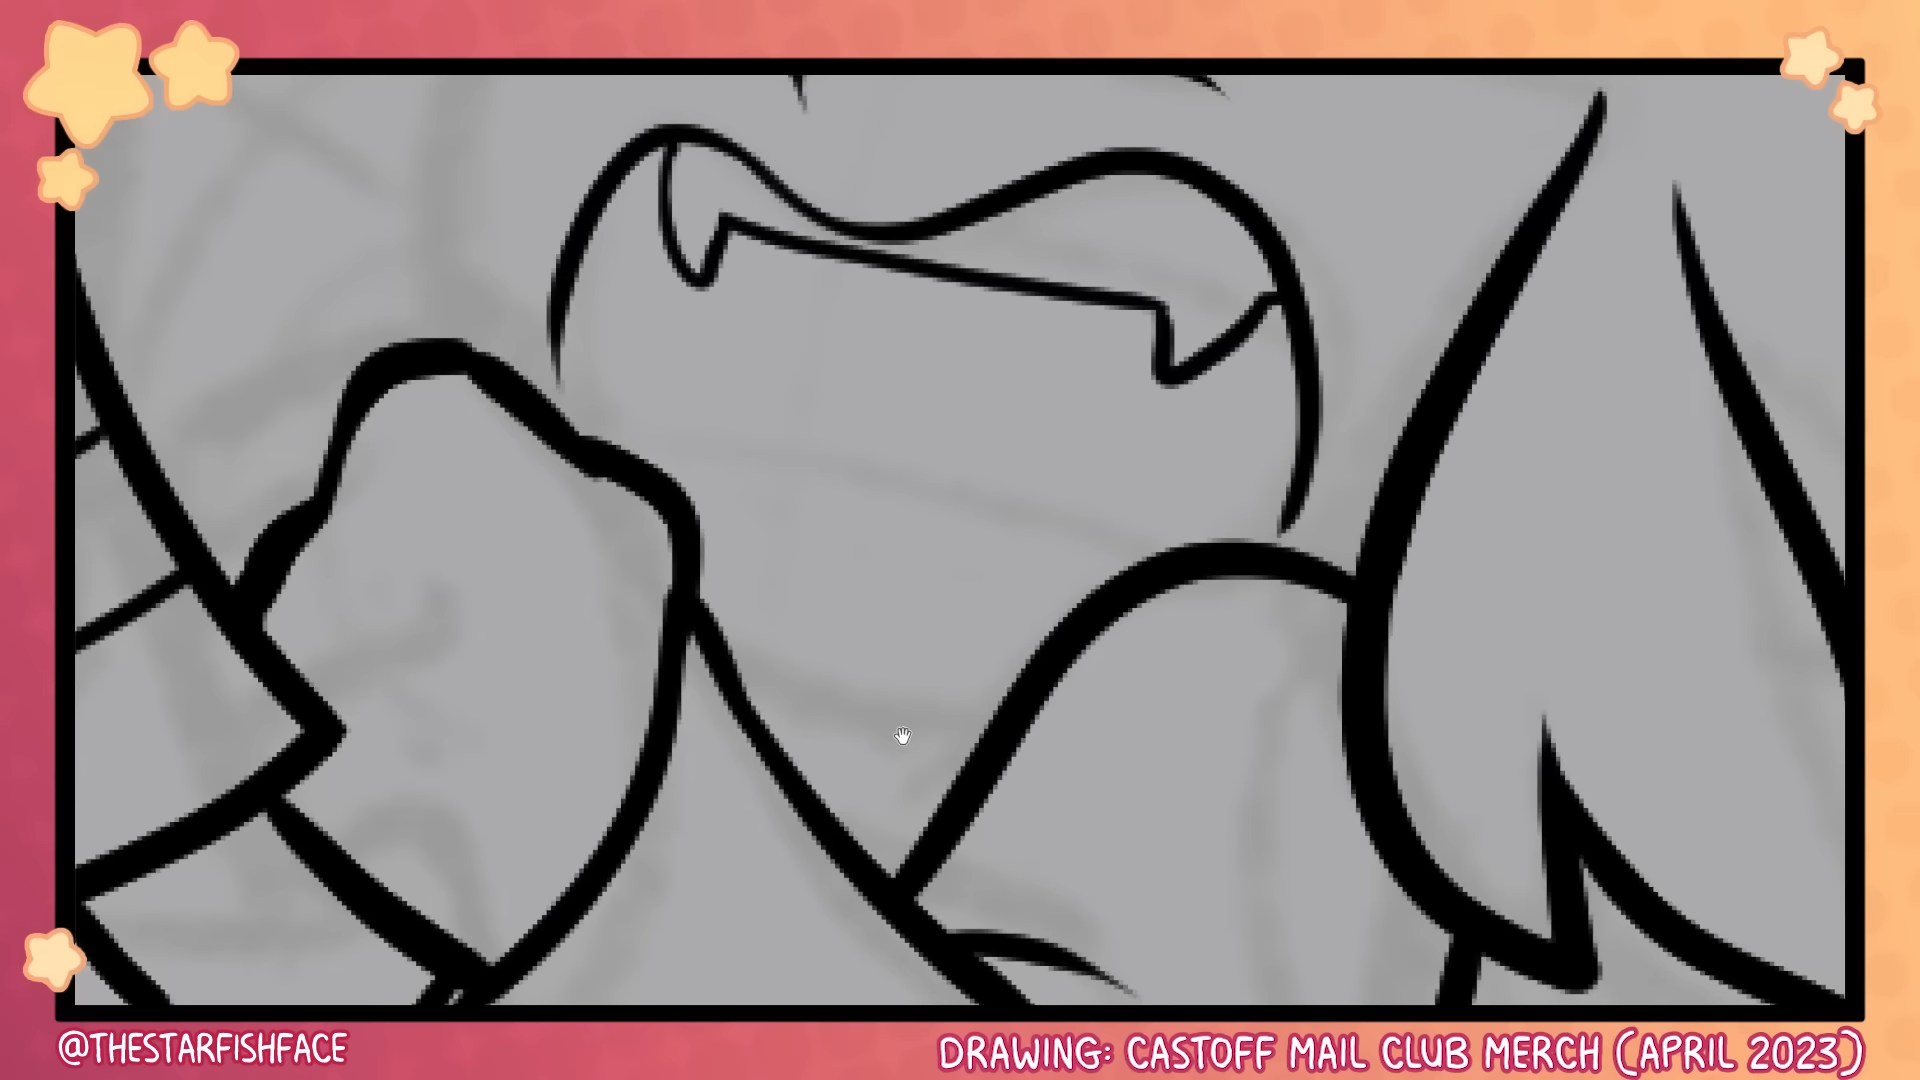 @THESTARFISHFACE
DRAWING: CASTOFF MAIL CLUB MERCH (APRIL 2023)